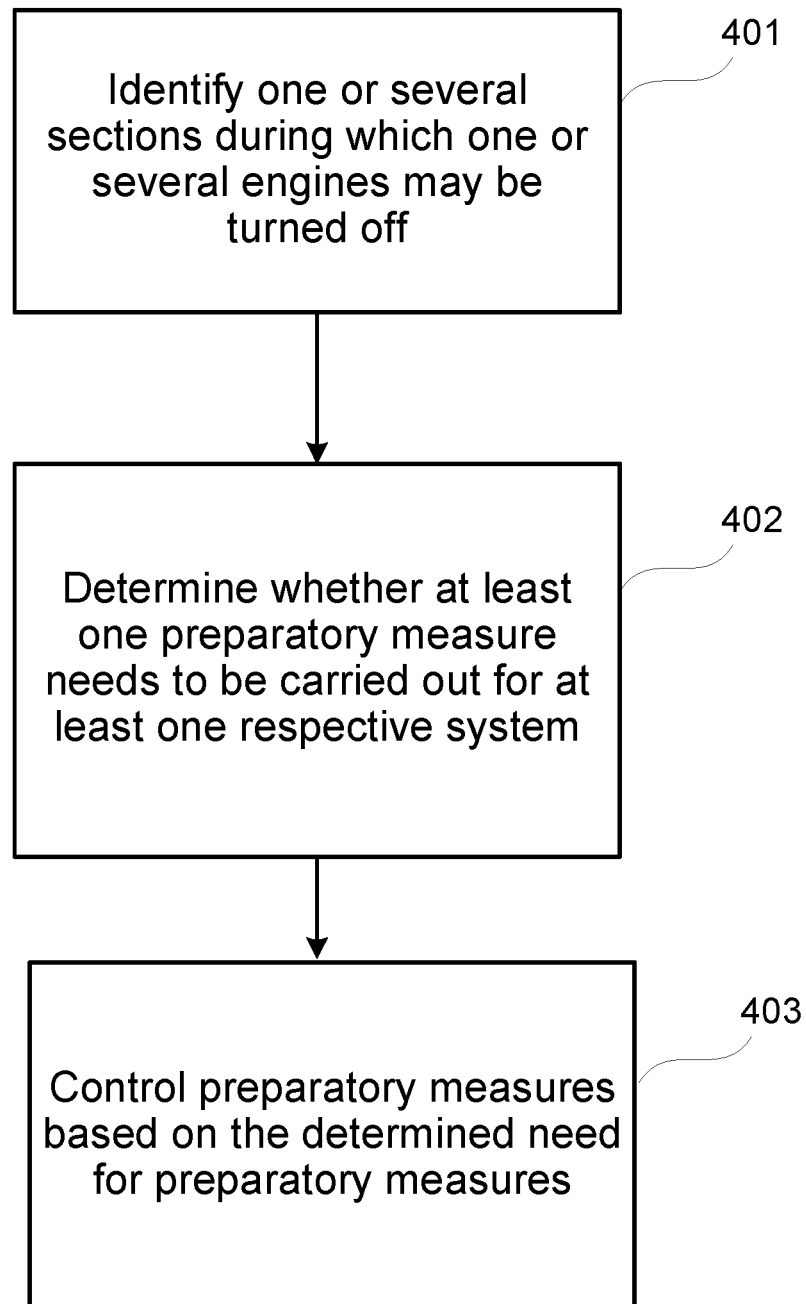 401
Identify one or several
sections during which one or
several engines may be
turned off
402
Determine whether at least
one preparatory measure
needs to be carried out for at
least one respective system
403
Control preparatory measures
based on the determined need
for preparatory measures